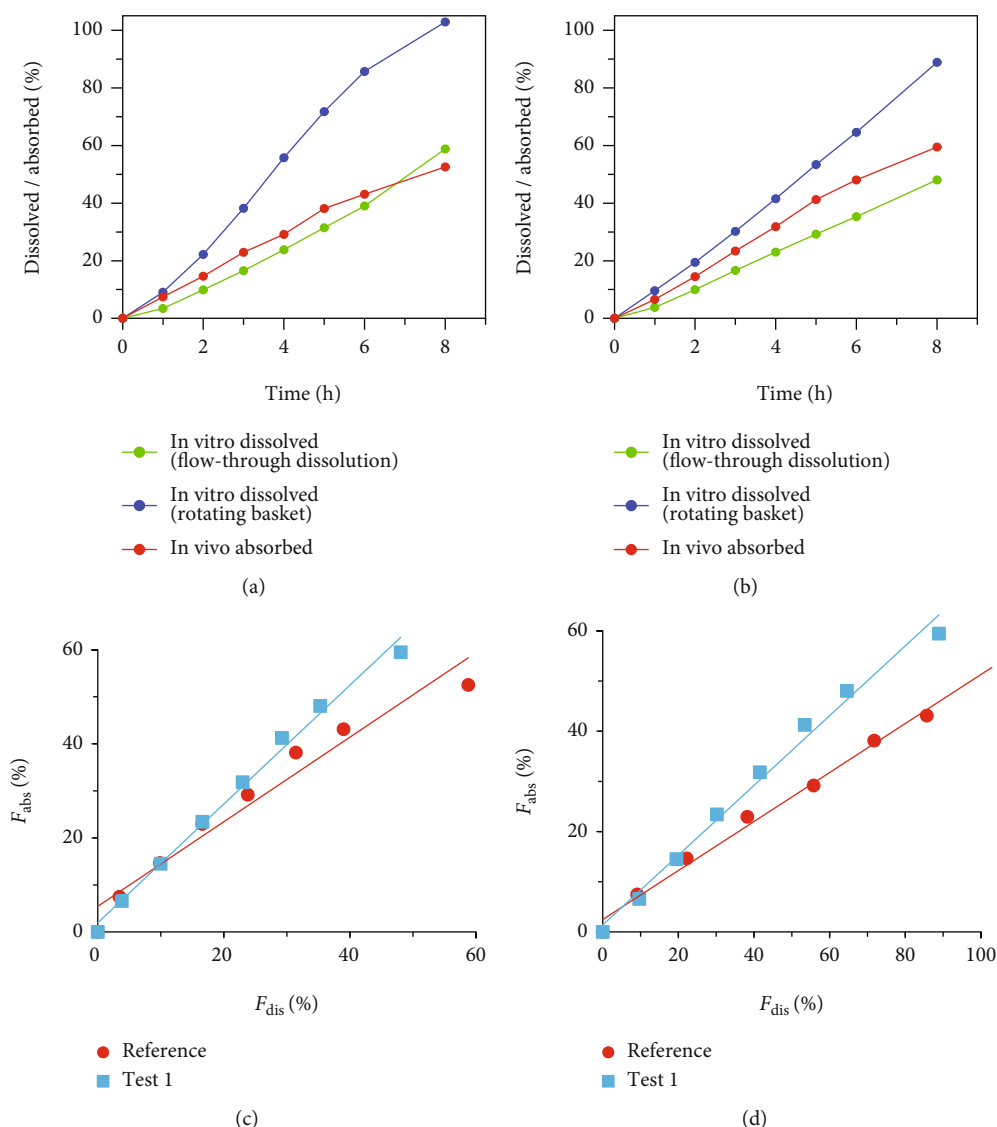 Dissolved / absorbed (%)
100
80
60
40
20
0
0 2 4 6 8
Time (h)
In vitro dissolved
(flow-through dissolution)
In vitro dissolved
(rotating basket)
In vivo absorbed
(a)
Dissolved / absorbed (%)
100
80
60
40
20
0
0 2 4 6 8
Time (h)
In vitro dissolved
(flow-through dissolution)
In vitro dissolved
(rotating basket)
In vivo absorbed
(b)
Fabs (%)
60
40
20
0
0 20 40 60
Fdis (%)
Reference
Test 1
(c)
Fabs (%)
60
40
20
0
0 20 40 60 80 100
Fdis (%)
Reference
Test 1
(d)